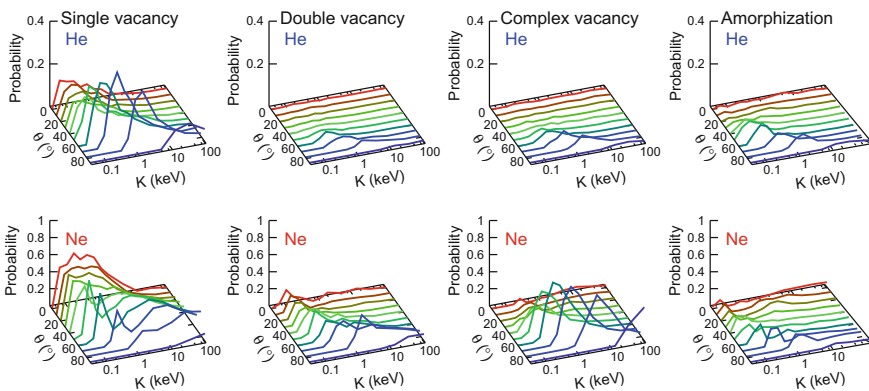 Single vacancy
Double vacancy
Complex vacancy
Amorphization
0.4
0.2
0
20
40
60
80
0.1
1
10
100
Probability
θ (°)
K (keV)
He
0.4
0.2
0
20
40
60
80
0.1
1
10
100
Probability
θ (°)
K (keV)
He
0.4
0.2
0
20
40
60
80
0.1
1
10
100
Probability
θ (°)
K (keV)
He
0.4
0.2
0
20
40
60
80
0.1
1
10
100
Probability
θ (°)
K (keV)
He
1
0.8
0.6
0.4
0.2
0
20
40
60
80
0.1
1
10
100
Probability
θ (°)
K (keV)
Ne
1
0.8
0.6
0.4
0.2
0
20
40
60
80
0.1
1
10
100
Probability
θ (°)
K (keV)
Ne
1
0.8
0.6
0.4
0.2
0
20
40
60
80
0.1
1
10
100
Probability
θ (°)
K (keV)
Ne
1
0.8
0.6
0.4
0.2
0
20
40
60
80
0.1
1
10
100
Probability
θ (°)
K (keV)
Ne